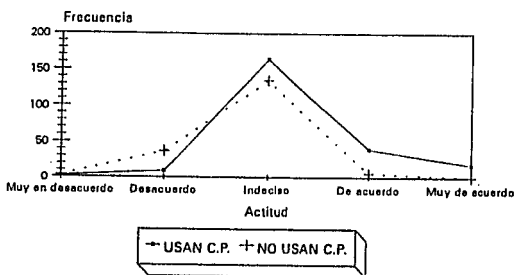 Frecuencia
200
150
100
50
0
Muy en desacuerdo Desacuerdo Indeciso De acuerdo Muy de acuerdo
Actitud
USAN C.P. NO USAN C.P.